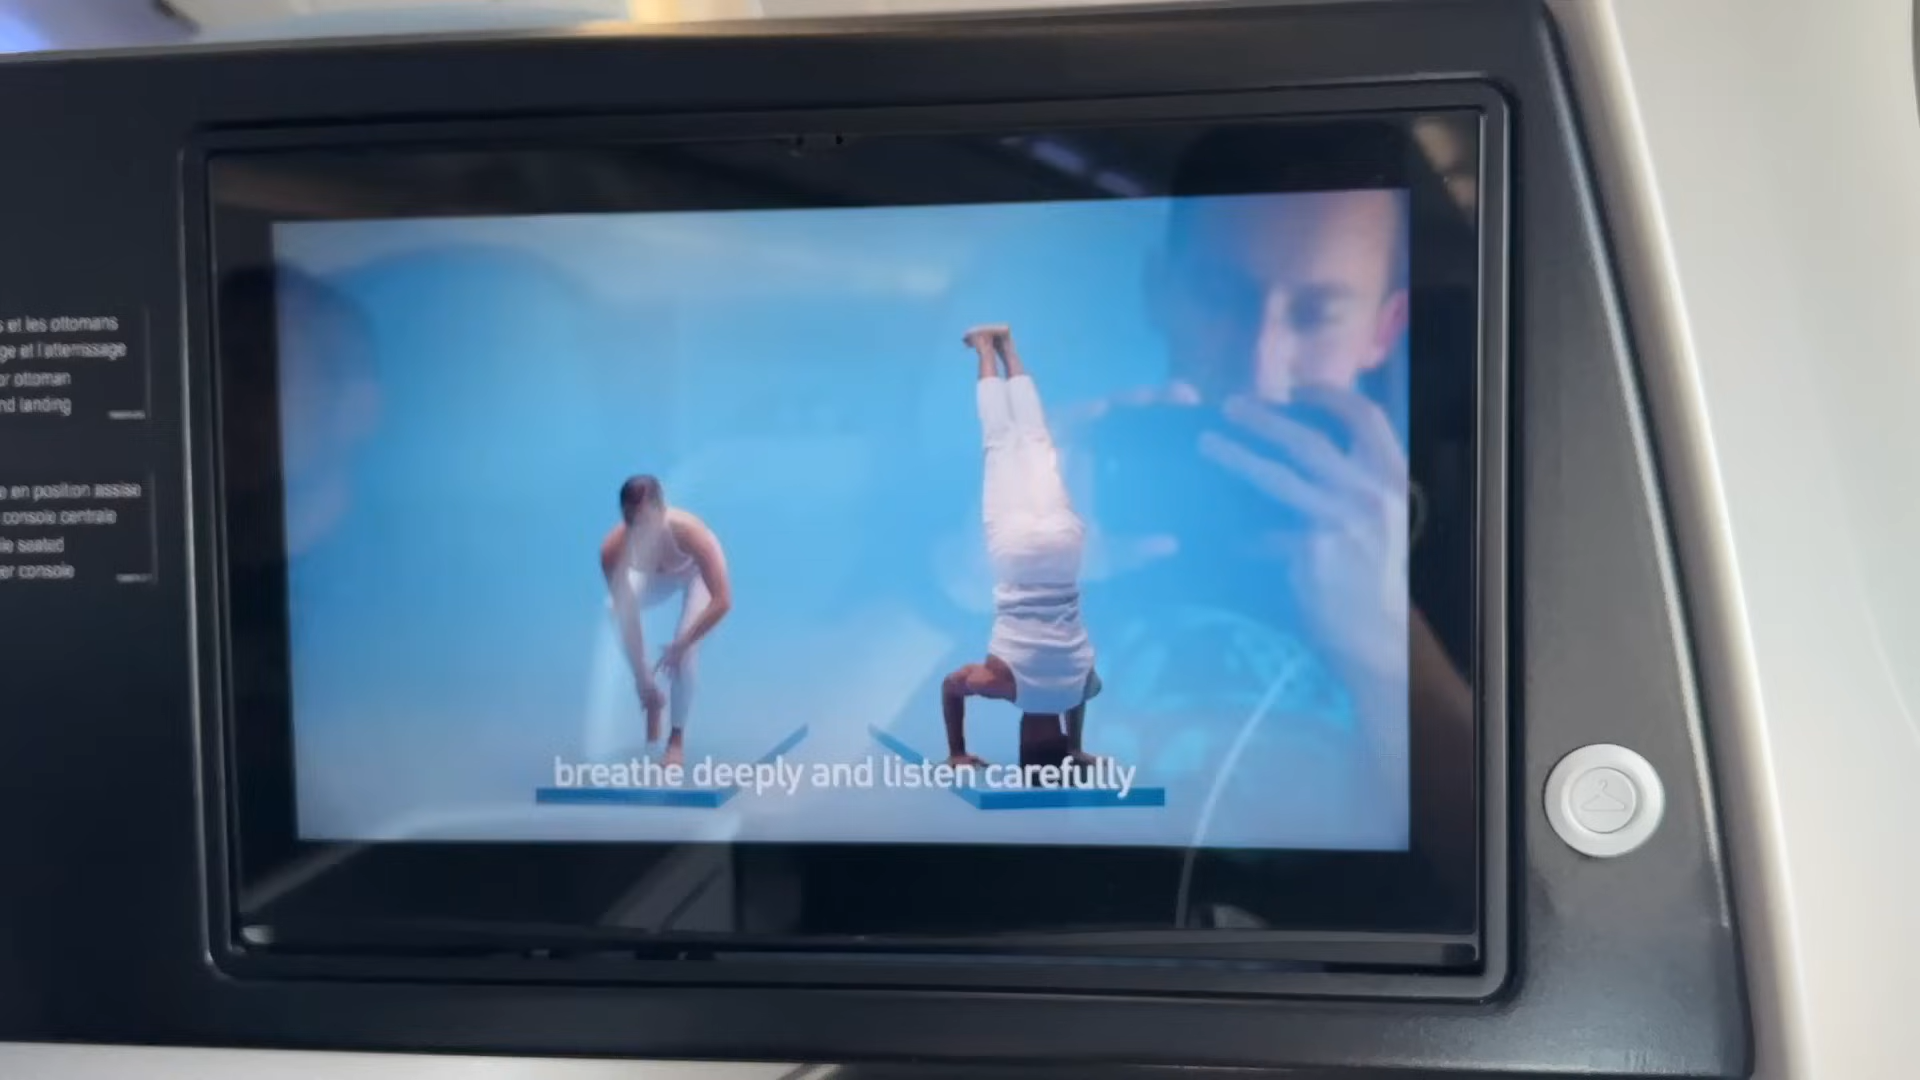 s et les ottomans
ge et l'atterrissage
or ottoman
nd landing
e en position assise
console centrale
ile seated
er console
breathe deeply and listen carefully